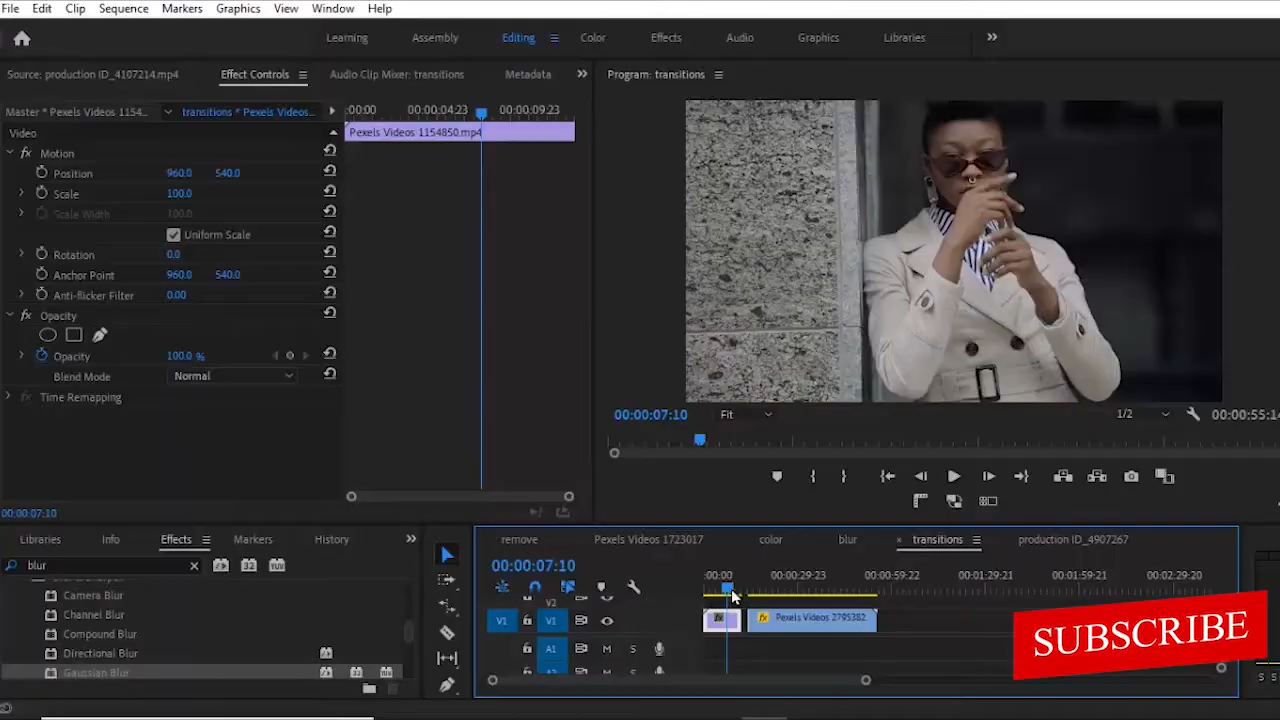 File Edit Clip Sequence Markers Graphics View Window Help
Learning Assembly Editing Color Effects Audio Graphics Libraries
Source: production ID_4107214.mp4 Effect Controls Audio Clip Mixer: transitions Metadata
Program: transitions
Master * Pexels Videos 1154... transitions * Pexels Videos...
:00:00 00:00:04:23 00:00:09:23
Video
Pexels Videos 1154850.mp4
fx Motion
Position 960.0 540.0
Scale 100.0
Scale Width 100.0
Uniform Scale
Rotation 0.0
Anchor Point 960.0 540.0
Anti-flicker Filter 0.00
fx Opacity
Opacity 100.0 %
Blend Mode Normal
fx Time Remapping
00:00:07:10 Fit 1/2 00:00:55:14
00:00:07:10
Libraries Info Effects Markers History
blur
Camera Blur
Channel Blur
Compound Blur
Directional Blur
Gaussian Blur
remove Pexels Videos 1723017 color blur × transitions production ID_4907267
00:00:07:10
:00:00 00:00:29:23 00:00:59:22 00:01:29:21 00:01:59:21 00:02:29:20
V2
V1 V1 fx fx Pexels Videos 2795382.
A1 M S
SUBSCRIBE
S S